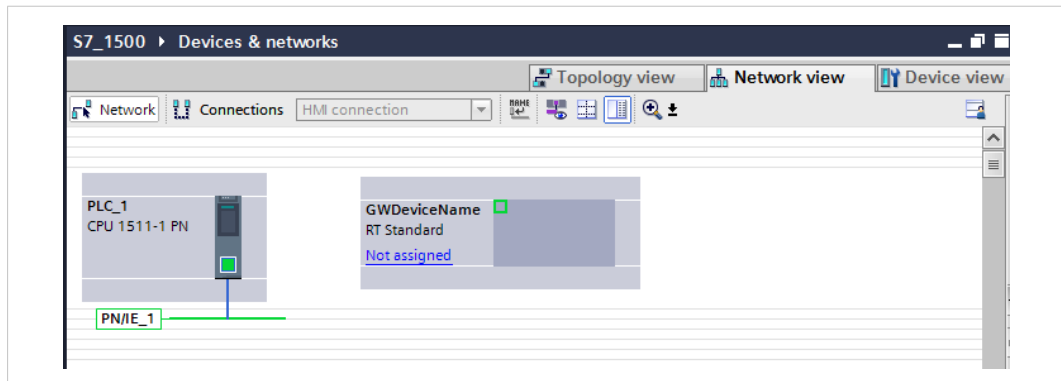 S7_1500 ▸ Devices & networks
Topology view Network view Device view
Network Connections HMI connection
PLC_1
CPU 1511-1 PN
GWDeviceName
RT Standard
Not assigned
PN/IE_1